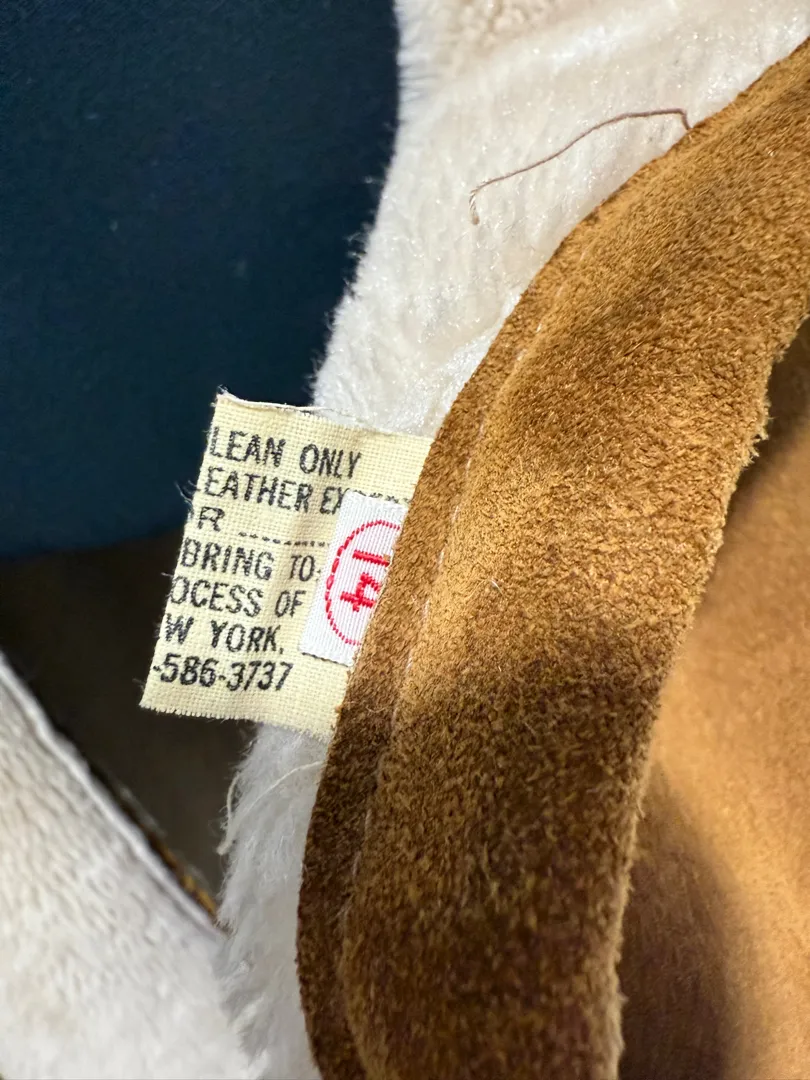 LEAN ONLY
EATHER EX
R
BRING TO
OCESS OF
W YORK,
-586-3737
14